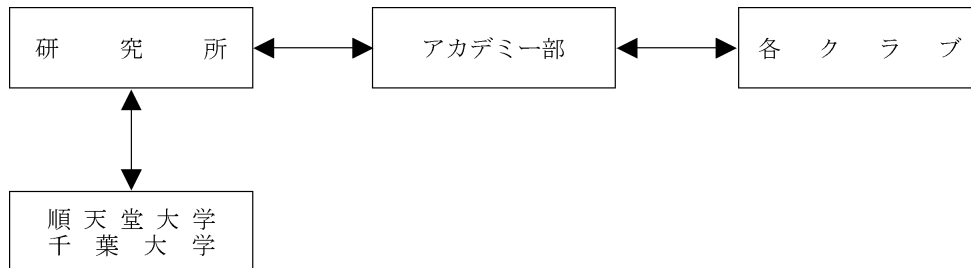 研究所
アカデミー部
各クラブ
順天堂大学
千葉大学